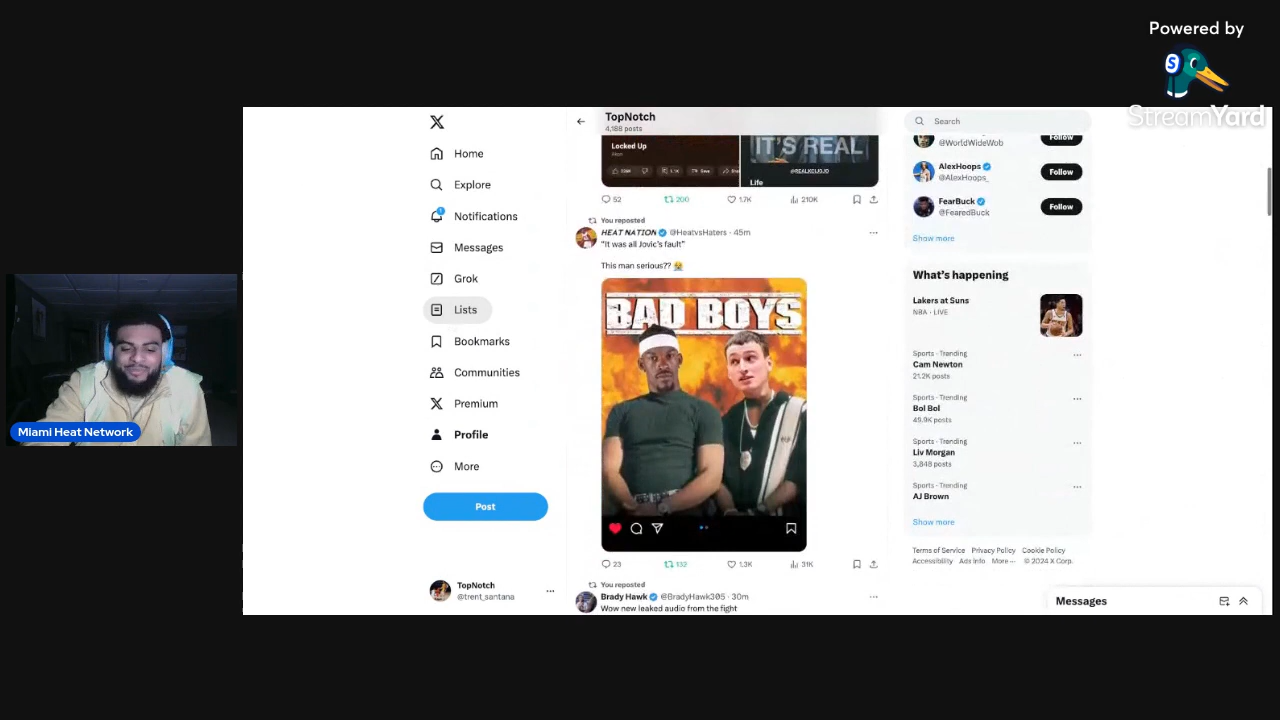 Powered by
S
StreamYard
TopNotch
4,188 posts
Locked Up
Akon
IT'S REAL
@REALKOJOJO
Life
52 200 1.7K 210K
You reposted
HEAT NATION @HeatvsHaters · 45m
"It was all Jovic's fault"
This man serious?? 😭
BAD BOYS
23 132 1.3K 31K
You reposted
Brady Hawk @BradyHawk305 · 30m
Wow new leaked audio from the fight
Home
Explore
1
Notifications
Messages
Grok
Lists
Bookmarks
Communities
Premium
Profile
More
Post
TopNotch
@trent_santana
Search
@WorldWideWob
Follow
AlexHoops
@AlexHoops_
Follow
FearBuck
@FearedBuck
Follow
Show more
What's happening
Lakers at Suns
NBA · LIVE
Sports · Trending
Cam Newton
21.2K posts
Sports · Trending
Bol Bol
49.9K posts
Sports · Trending
Liv Morgan
3,848 posts
Sports · Trending
AJ Brown
Show more
Terms of Service Privacy Policy Cookie Policy
Accessibility Ads info More ··· © 2024 X Corp.
Messages
Miami Heat Network